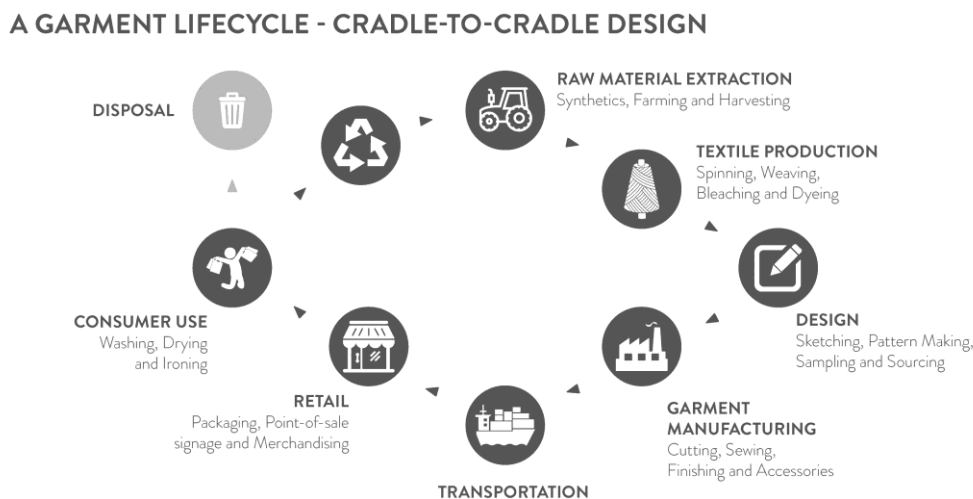 A GARMENT LIFECYCLE - CRADLE-TO-CRADLE DESIGN
DISPOSAL
RAW MATERIAL EXTRACTION
Synthetics, Farming and Harvesting
TEXTILE PRODUCTION
Spinning, Weaving,
Bleaching and Dyeing
DESIGN
Sketching, Pattern Making,
Sampling and Sourcing
GARMENT
MANUFACTURING
Cutting, Sewing,
Finishing and Accessories
TRANSPORTATION
RETAIL
Packaging, Point-of-sale
signage and Merchandising
CONSUMER USE
Washing, Drying
and Ironing